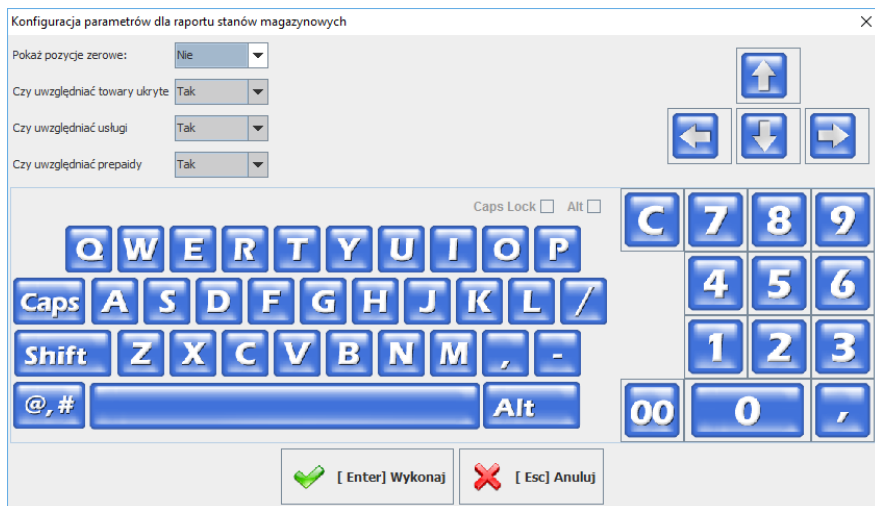 Konfiguracja parametrów dla raportu stanów magazynowych
Pokaż pozycje zerowe: Nie
Czy uwzględniać towary ukryte Tak
Czy uwzględniać usługi Tak
Czy uwzględniać prepaidy Tak
Caps Lock Alt
Q W E R T Y U I O P
Caps A S D F G H J K L /
Shift Z X C V B N M , -
@,# Alt
C 7 8 9
4 5 6
1 2 3
00 0 ,
[ Enter] Wykonaj [ Esc] Anuluj